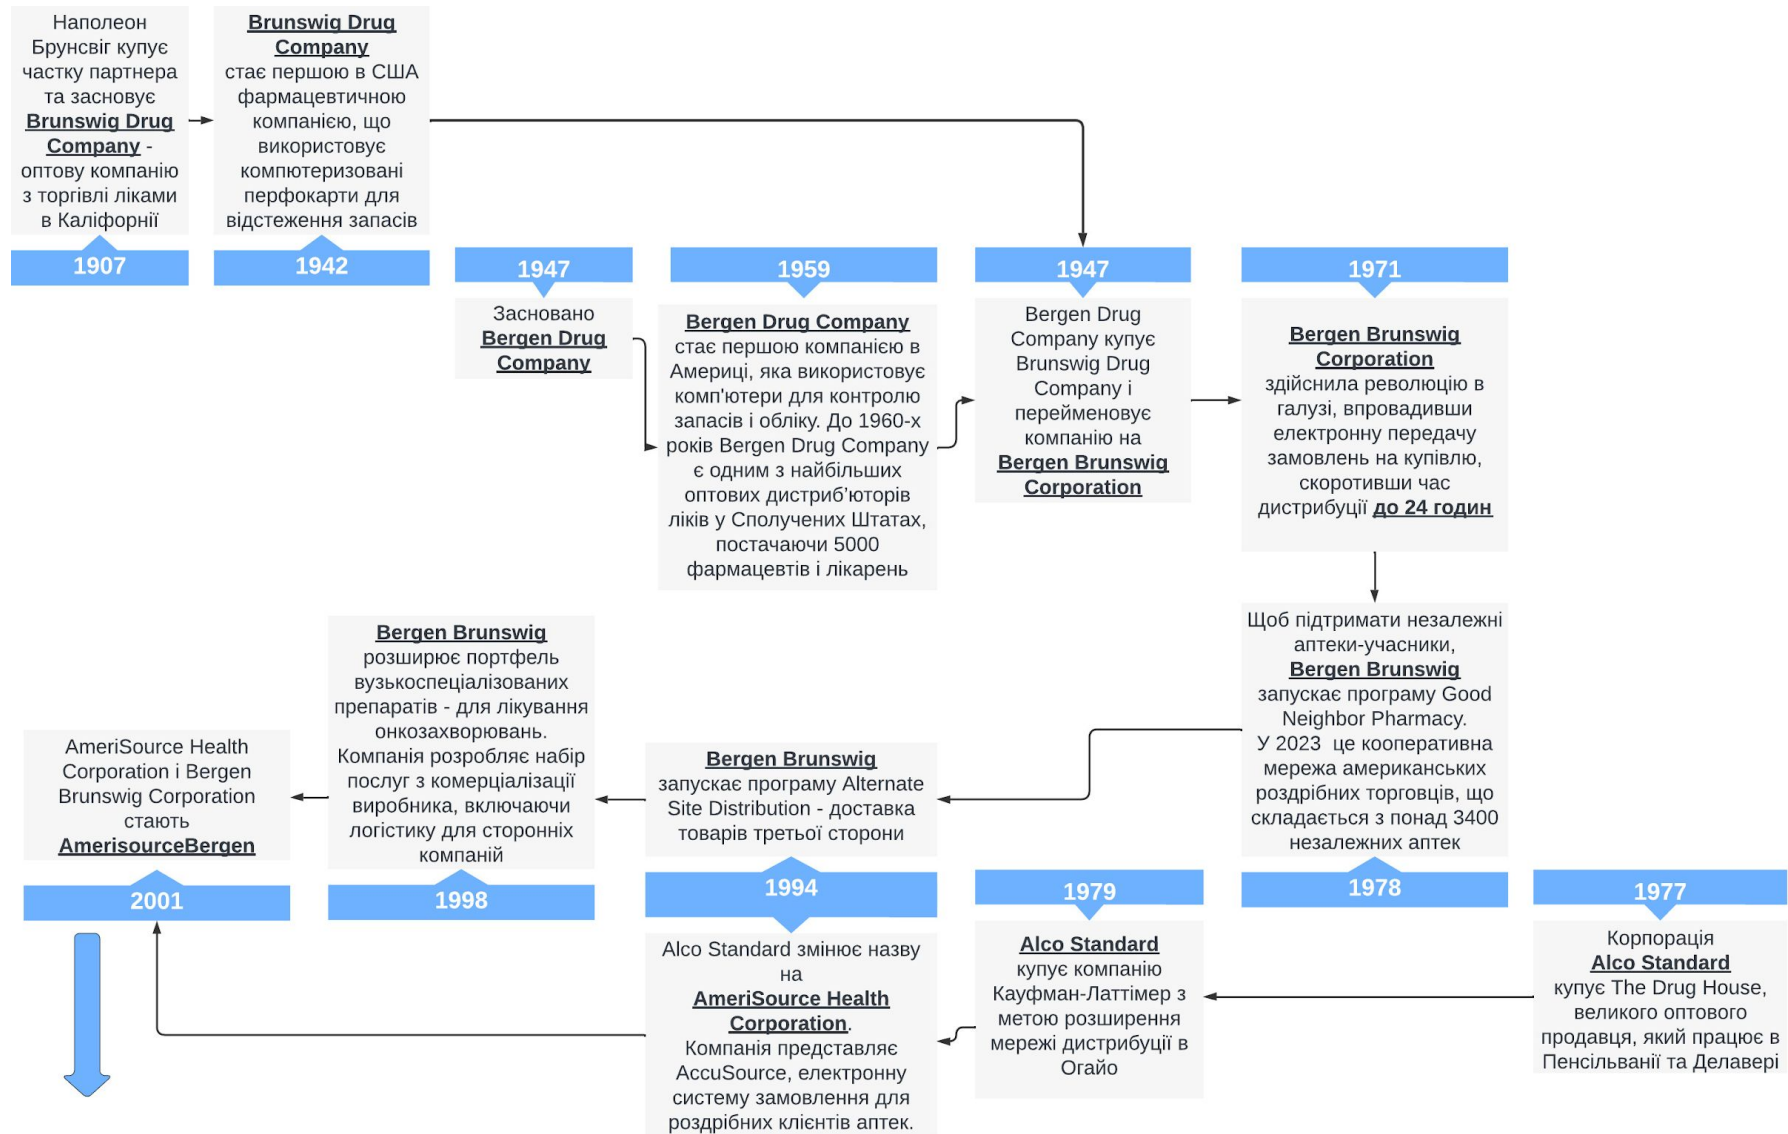 Наполеон
Брунсвіг купує
частку партнера
та засновує
Brunswig Drug
Company -
оптову компанію
з торгівлі ліками
в Каліфорнії
1907
Brunswig Drug
Company
стає першою в США
фармацевтичною
компанією, що
використовує
компютеризовані
перфокарти для
відстеження запасів
1942
1947
Засновано
Bergen Drug
Company
1959
Bergen Drug Company
стає першою компанією в
Америці, яка використовує
комп'ютери для контролю
запасів і обліку. До 1960-х
років Bergen Drug Company
є одним з найбільших
оптових дистриб’юторів
ліків у Сполучених Штатах,
постачаючи 5000
фармацевтів і лікарень
1947
Bergen Drug
Company купує
Brunswig Drug
Company і
перейменовує
компанію на
Bergen Brunswig
Corporation
1971
Bergen Brunswig
Corporation
здійснила революцію в
галузі, впровадивши
електронну передачу
замовлень на купівлю,
скоротивши час
дистрибуції до 24 годин
Щоб підтримати незалежні
аптеки-учасники,
Bergen Brunswig
запускає програму Good
Neighbor Pharmacy.
У 2023 це кооперативна
мережа американських
роздрібних торговців, що
складається з понад 3400
незалежних аптек
1978
Bergen Brunswig
запускає програму Alternate
Site Distribution - доставка
товарів третьої сторони
1994
Bergen Brunswig
розширює портфель
вузькоспеціалізованих
препаратів - для лікування
онкозахворювань.
Компанія розробляє набір
послуг з комерціалізації
виробника, включаючи
логістику для сторонніх
компаній
1998
AmeriSource Health
Corporation і Bergen
Brunswig Corporation
стають
AmerisourceBergen
2001
1977
Корпорація
Alco Standard
купує The Drug House,
великого оптового
продавця, який працює в
Пенсільванії та Делавері
1979
Alco Standard
купує компанію
Кауфман-Латтімер з
метою розширення
мережі дистрибуції в
Огайо
Alco Standard змінює назву
на
AmeriSource Health
Corporation.
Компанія представляє
AccuSource, електронну
систему замовлення для
роздрібних клієнтів аптек.